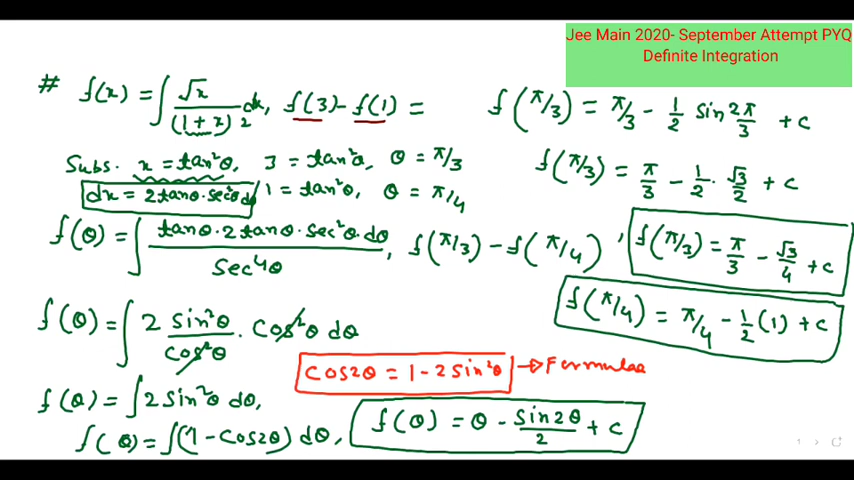 Jee Main 2020- September Attempt PYQ
Definite Integration
# f(x) = ∫ √x / (1+x)² dx, f(3) - f(1) =
Subs. x = tan²θ, 3 = tan²θ, θ = π/3
dx = 2tanθ·sec²θ dθ / 1 = tan²θ, θ = π/4
f(θ) = ∫ tanθ·2tanθ·sec²θ dθ / sec⁴θ, f(π/3) - f(π/4)
f(θ) = ∫ 2 sin²θ/cos²θ · cos²θ dθ
cos2θ = 1 - 2sin²θ → Formulae
f(θ) = ∫ 2sin²θ dθ,
f(θ) = ∫(1 - cos2θ) dθ, f(θ) = θ - sin2θ/2 + c
f(π/3) = π/3 - 1/2 sin 2π/3 + c
f(π/3) = π/3 - 1/2 · √3/2 + c
, f(π/3) = π/3 - √3/4 + c
f(π/4) = π/4 - 1/2 (1) + c
1